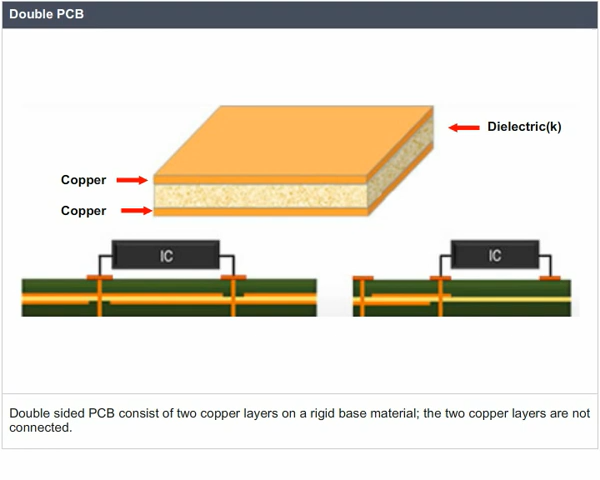 Double PCB
Dielectric(k)
Copper
Copper
IC
IC
Double sided PCB consist of two copper layers on a rigid base material; the two copper layers are not
connected.